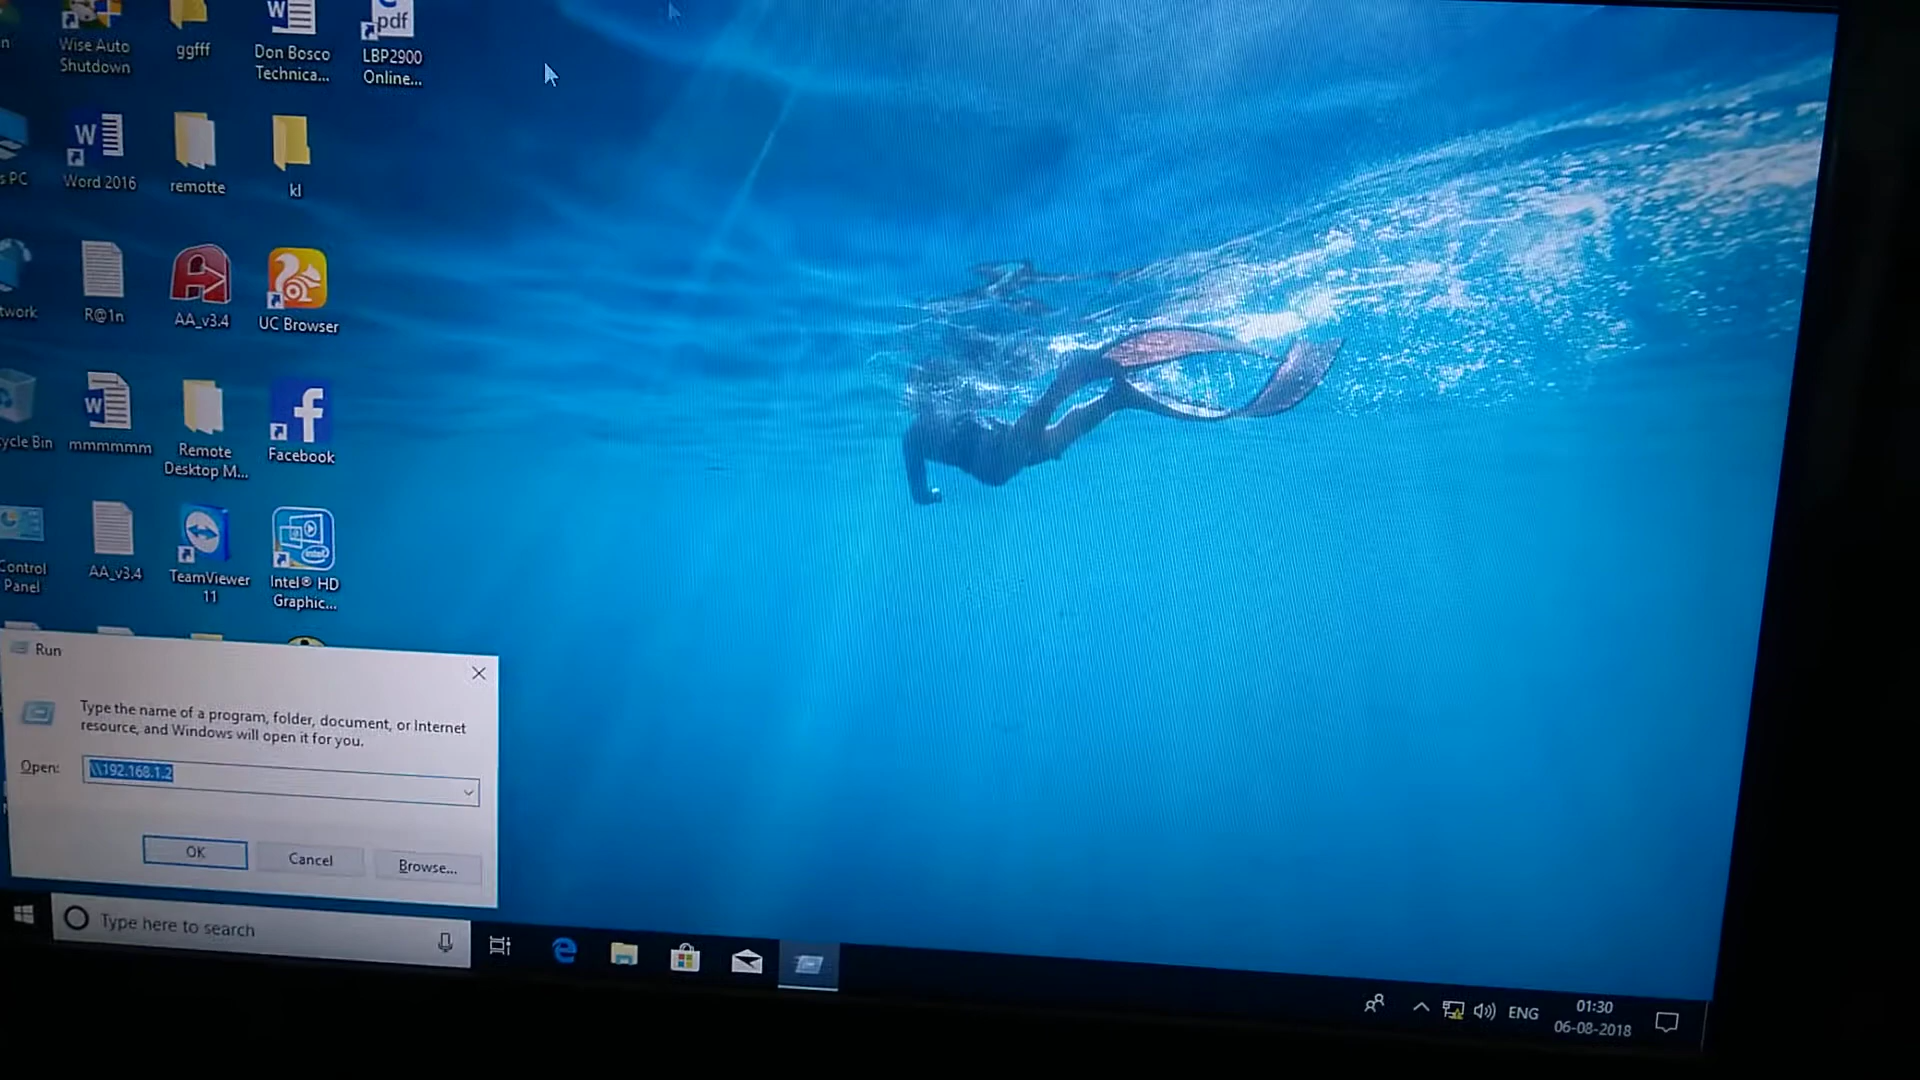 Wise Auto
Shutdown
ggfff
Don Bosco
Technica...
pdf
LBP2900
Online...
s PC
Word 2016
remotte
kl
twork
R@1n
AA_v3.4
UC Browser
ycle Bin
mmmmmm
Remote
Desktop M...
Facebook
Control
Panel
AA_v3.4
TeamViewer
11
intel
Intel® HD
Graphic...
Run
Type the name of a program, folder, document, or Internet
resource, and Windows will open it for you.
Open:
\\192.168.1.2
OK
Cancel
Browse...
Type here to search
ENG
01:30
06-08-2018